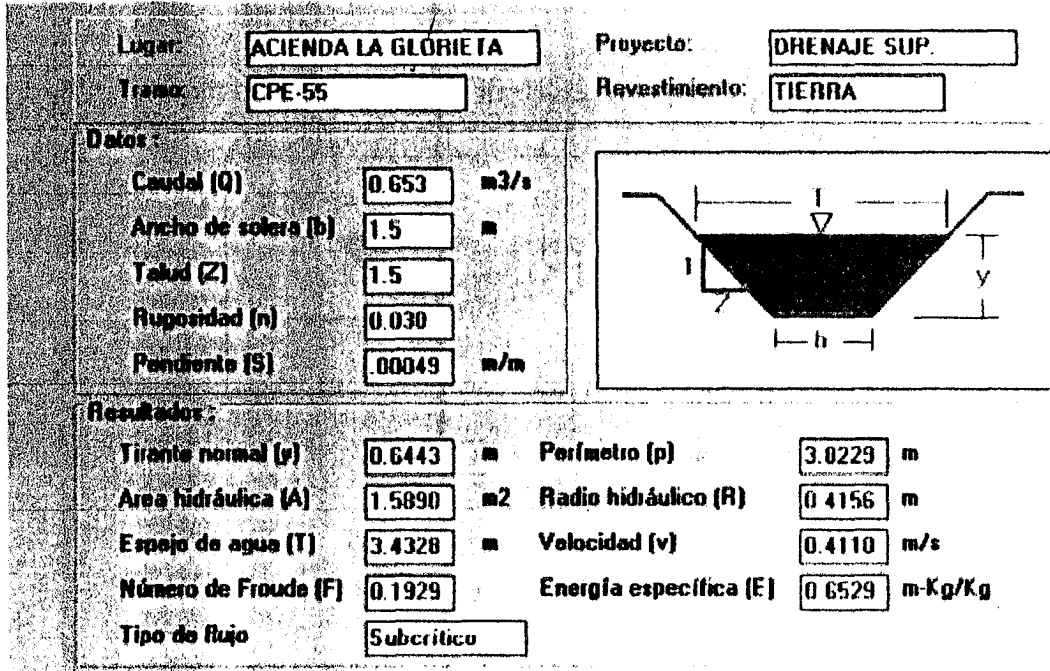 Lugar: ACIENDA LA GLORIETA Proyecto: DRENAJE SUP.
Tramo: CPE-55 Revestimiento: TIERRA
Datos :
Caudal (Q) 0.653 m3/s
Ancho de solera (b) 1.5 m
Talud (Z) 1.5
Rugosidad (n) 0.030
Pendiente (S) .00049 m/m
T
1
Z
y
b
Resultados :
Tirante normal (y) 0.6443 m Perímetro (p) 3.8229 m
Area hidráulica (A) 1.5890 m2 Radio hidráulico (R) 0.4156 m
Espejo de agua (T) 3.4328 m Velocidad (v) 0.4110 m/s
Número de Froude (F) 0.1929 Energía específica (E) 0.6529 m-Kg/Kg
Tipo de flujo Subcrítico